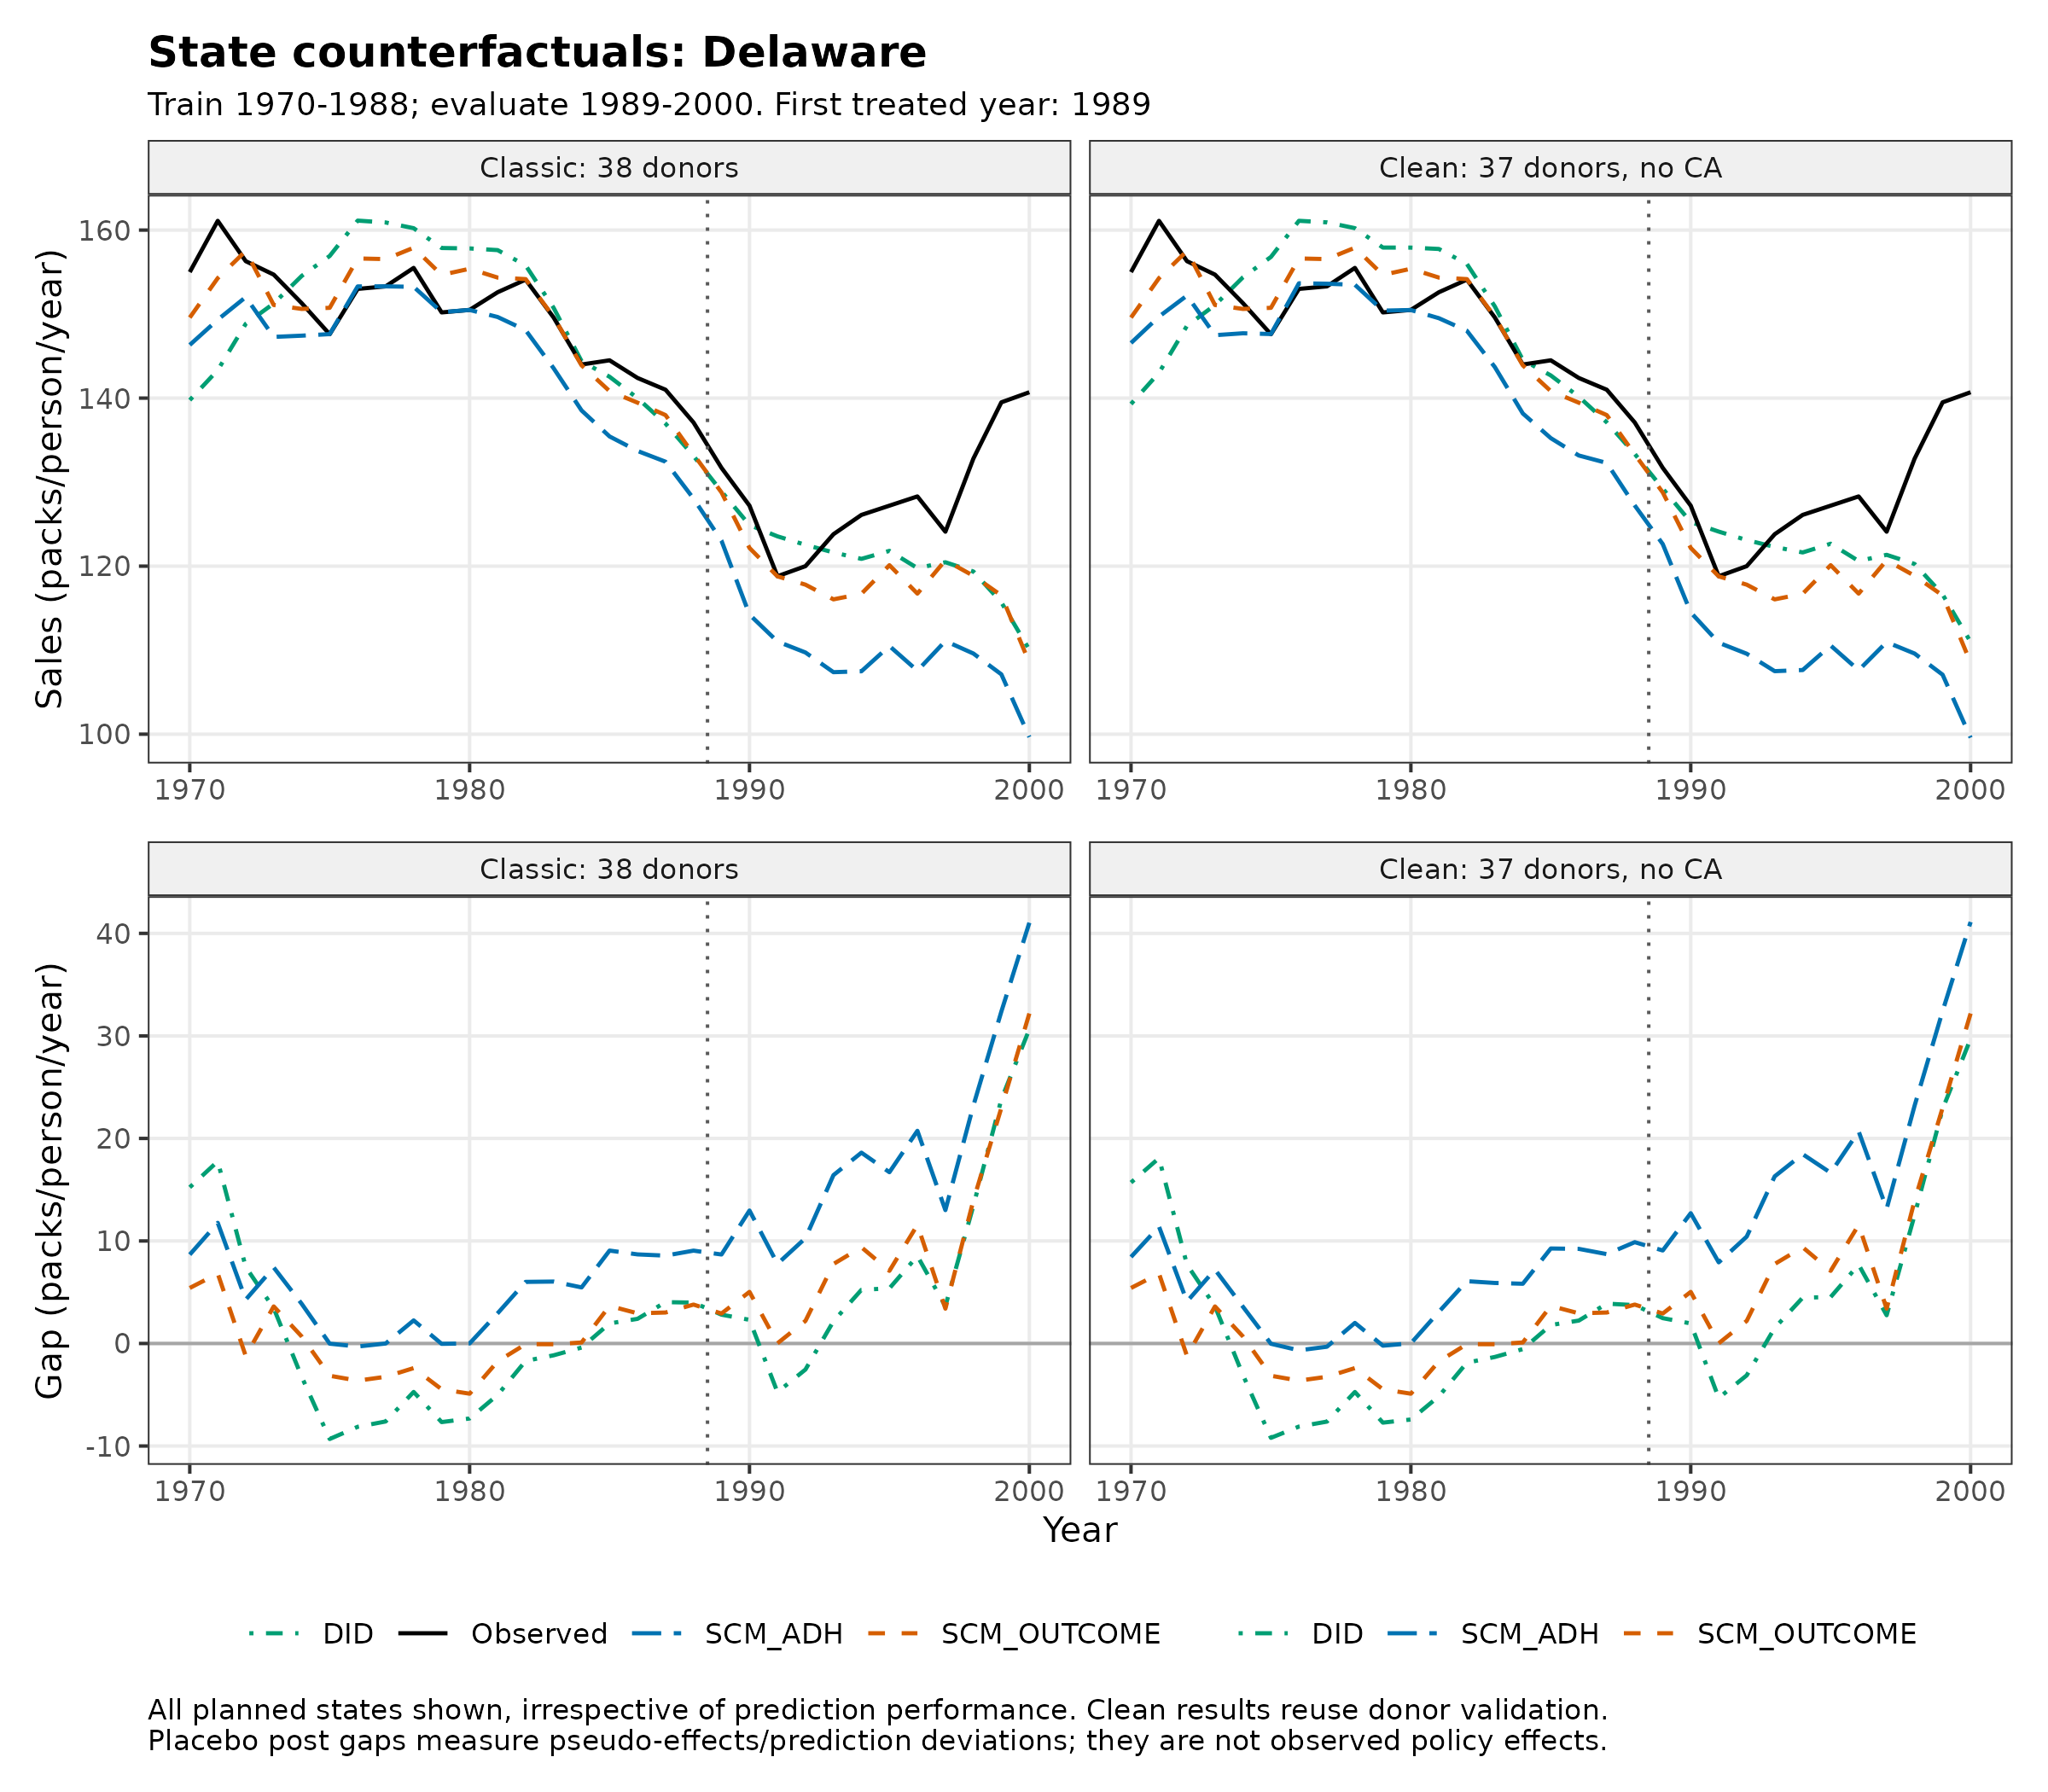 State counterfactuals: Delaware
Train 1970-1988; evaluate 1989-2000. First treated year: 1989
Classic: 38 donors
Clean: 37 donors, no CA
Sales (packs/person/year)
160
140
120
100
1970 1980 1990 2000
1970 1980 1990 2000
Classic: 38 donors
Clean: 37 donors, no CA
Gap (packs/person/year)
40
30
20
10
0
-10
1970 1980 1990 2000
1970 1980 1990 2000
Year
DID Observed SCM_ADH SCM_OUTCOME
DID SCM_ADH SCM_OUTCOME
All planned states shown, irrespective of prediction performance. Clean results reuse donor validation.
Placebo post gaps measure pseudo-effects/prediction deviations; they are not observed policy effects.